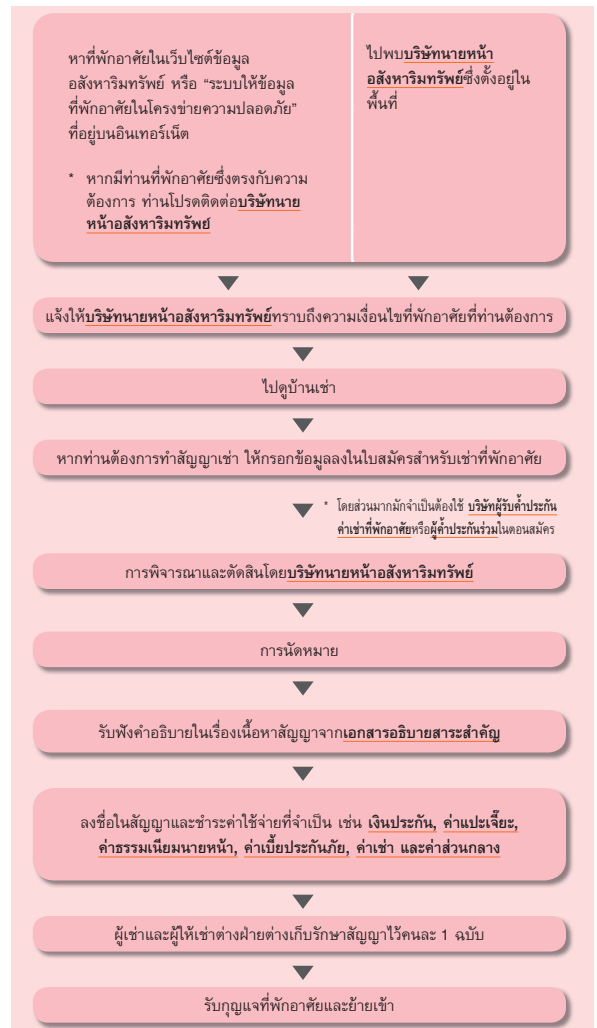 หาที่พักอาศัยในเว็บไซต์ข้อมูล
อสังหาริมทรัพย์ หรือ “ระบบให้ข้อมูล
ที่พักอาศัยในโครงข่ายความปลอดภัย”
ที่อยู่บนอินเทอร์เน็ต
* หากมีท่านที่พักอาศัยซึ่งตรงกับความ
ต้องการ ท่านโปรดติดต่อบริษัทนาย
หน้าอสังหาริมทรัพย์
ไปพบบริษัทนายหน้า
อสังหาริมทรัพย์ซึ่งตั้งอยู่ใน
พื้นที่
แจ้งให้บริษัทนายหน้าอสังหาริมทรัพย์ทราบถึงความเงื่อนไขที่พักอาศัยที่ท่านต้องการ
ไปดูบ้านเช่า
หากท่านต้องการทำสัญญาเช่า ให้กรอกข้อมูลลงในใบสมัครสำหรับเช่าที่พักอาศัย
* โดยส่วนมากมักจำเป็นต้องใช้ บริษัทผู้รับค้ำประกัน
ค่าเช่าที่พักอาศัยหรือผู้ค้ำประกันร่วมในตอนสมัคร
การพิจารณาและตัดสินโดยบริษัทนายหน้าอสังหาริมทรัพย์
การนัดหมาย
รับฟังคำอธิบายในเรื่องเนื้อหาสัญญาจากเอกสารอธิบายสาระสำคัญ
ลงชื่อในสัญญาและชำระค่าใช้จ่ายที่จำเป็น เช่น เงินประกัน, ค่าแปะเจี๊ยะ,
ค่าธรรมเนียมนายหน้า, ค่าเบี้ยประกันภัย, ค่าเช่า และค่าส่วนกลาง
ผู้เช่าและผู้ให้เช่าต่างฝ่ายต่างเก็บรักษาสัญญาไว้คนละ 1 ฉบับ
รับกุญแจที่พักอาศัยและย้ายเข้า